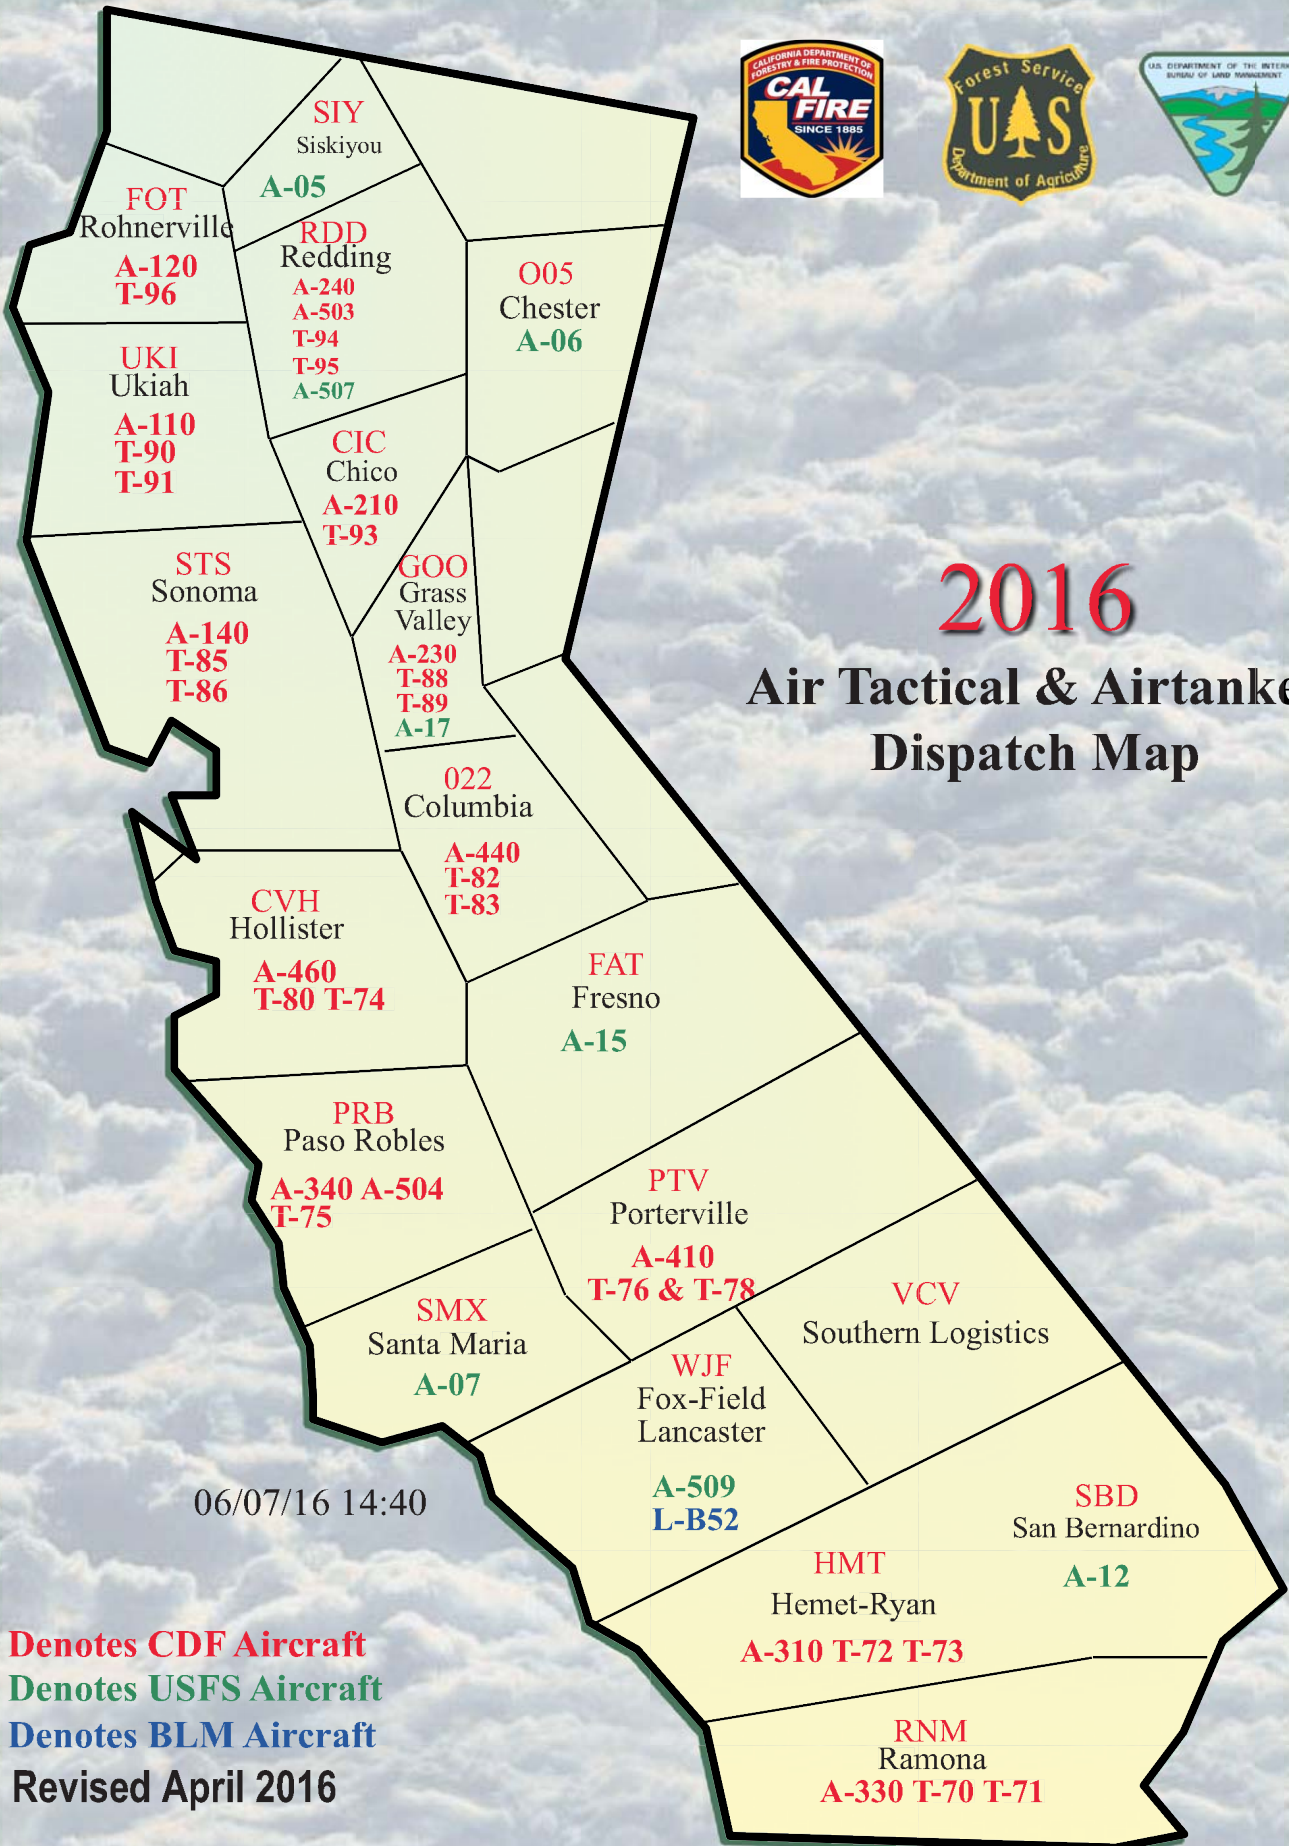 CALIFORNIA DEPARTMENT OF
FORESTRY & FIRE PROTECTION
CAL
FIRE
SINCE 1885
Forest Service
U S
Department of Agriculture
U.S. DEPARTMENT OF THE INTERI
BUREAU OF LAND MANAGEMENT
SIY
Siskiyou
A-05
FOT
Rohnerville
A-120
T-96
RDD
Redding
A-240
A-503
T-94
T-95
A-507
O05
Chester
A-06
UKI
Ukiah
A-110
T-90
T-91
CIC
Chico
A-210
T-93
STS
Sonoma
A-140
T-85
T-86
GOO
Grass
Valley
A-230
T-88
T-89
A-17
2016
Air Tactical & Airtanke
Dispatch Map
022
Columbia
A-440
T-82
T-83
CVH
Hollister
A-460
T-80 T-74
FAT
Fresno
A-15
PRB
Paso Robles
A-340 A-504
T-75
PTV
Porterville
A-410
T-76 & T-78
SMX
Santa Maria
A-07
VCV
Southern Logistics
WJF
Fox-Field
Lancaster
A-509
L-B52
06/07/16 14:40
SBD
San Bernardino
A-12
HMT
Hemet-Ryan
A-310 T-72 T-73
RNM
Ramona
A-330 T-70 T-71
Denotes CDF Aircraft
Denotes USFS Aircraft
Denotes BLM Aircraft
Revised April 2016